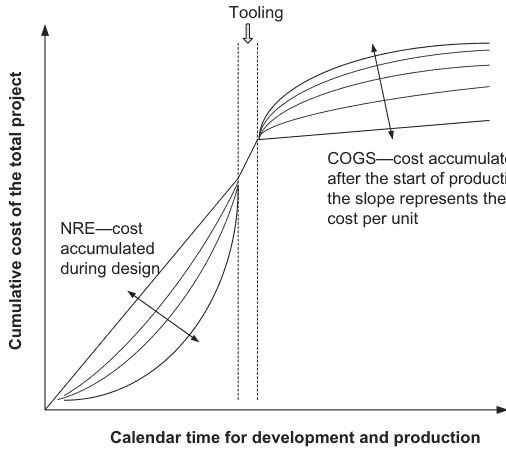 Tooling
Cumulative cost of the total project
COGS—cost accumulate
after the start of producti
the slope represents the
cost per unit
NRE—cost
accumulated
during design
Calendar time for development and production